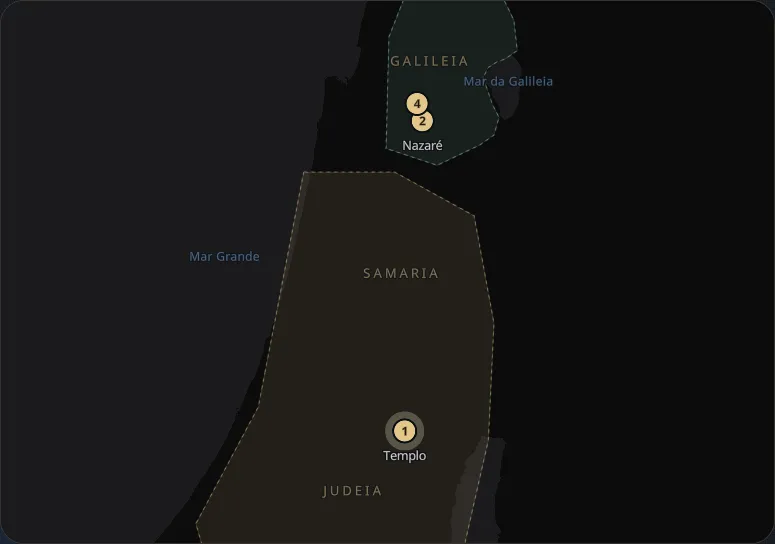 GALILEIA
Mar da Galileia
4
2
Nazaré
Mar Grande
SAMARIA
1
Templo
JUDEIA